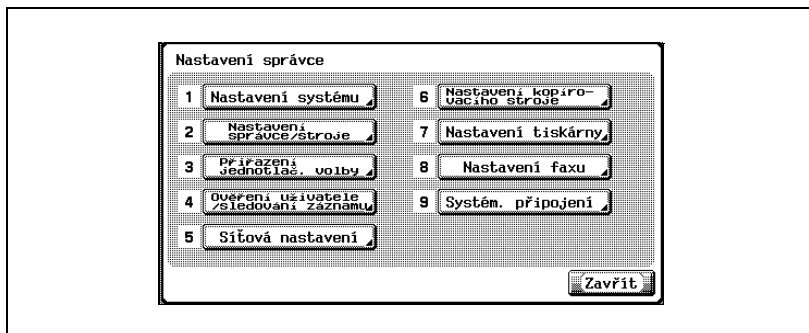 Nastavení správce
1 Nastavení systému
2 Nastavení
správce/stroje
3 Přiřazení
jednotlač. volby
4 Ověření uživatele
/sledování záznamu
5 Síťová nastavení
6 Nastavení kopíro-
vacího stroje
7 Nastavení tiskárny
8 Nastavení faxu
9 Systém. připojení
Zavřít